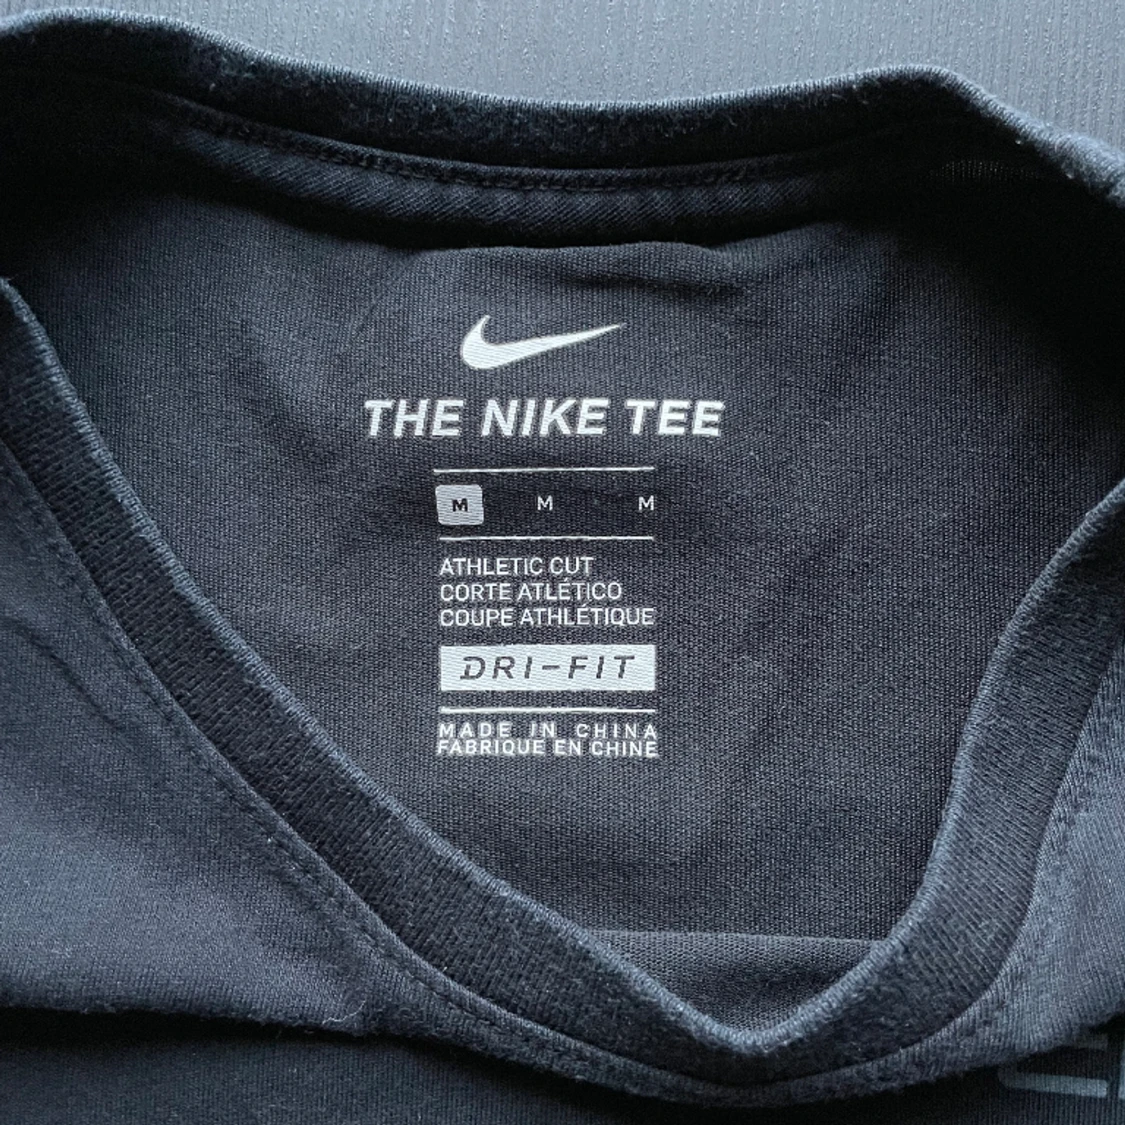 THE NIKE TEE
M M M
ATHLETIC CUT
CORTE ATLÉTICO
COUPE ATHLÉTIQUE
DRI-FIT
MADE IN CHINA
FABRIQUE EN CHINE